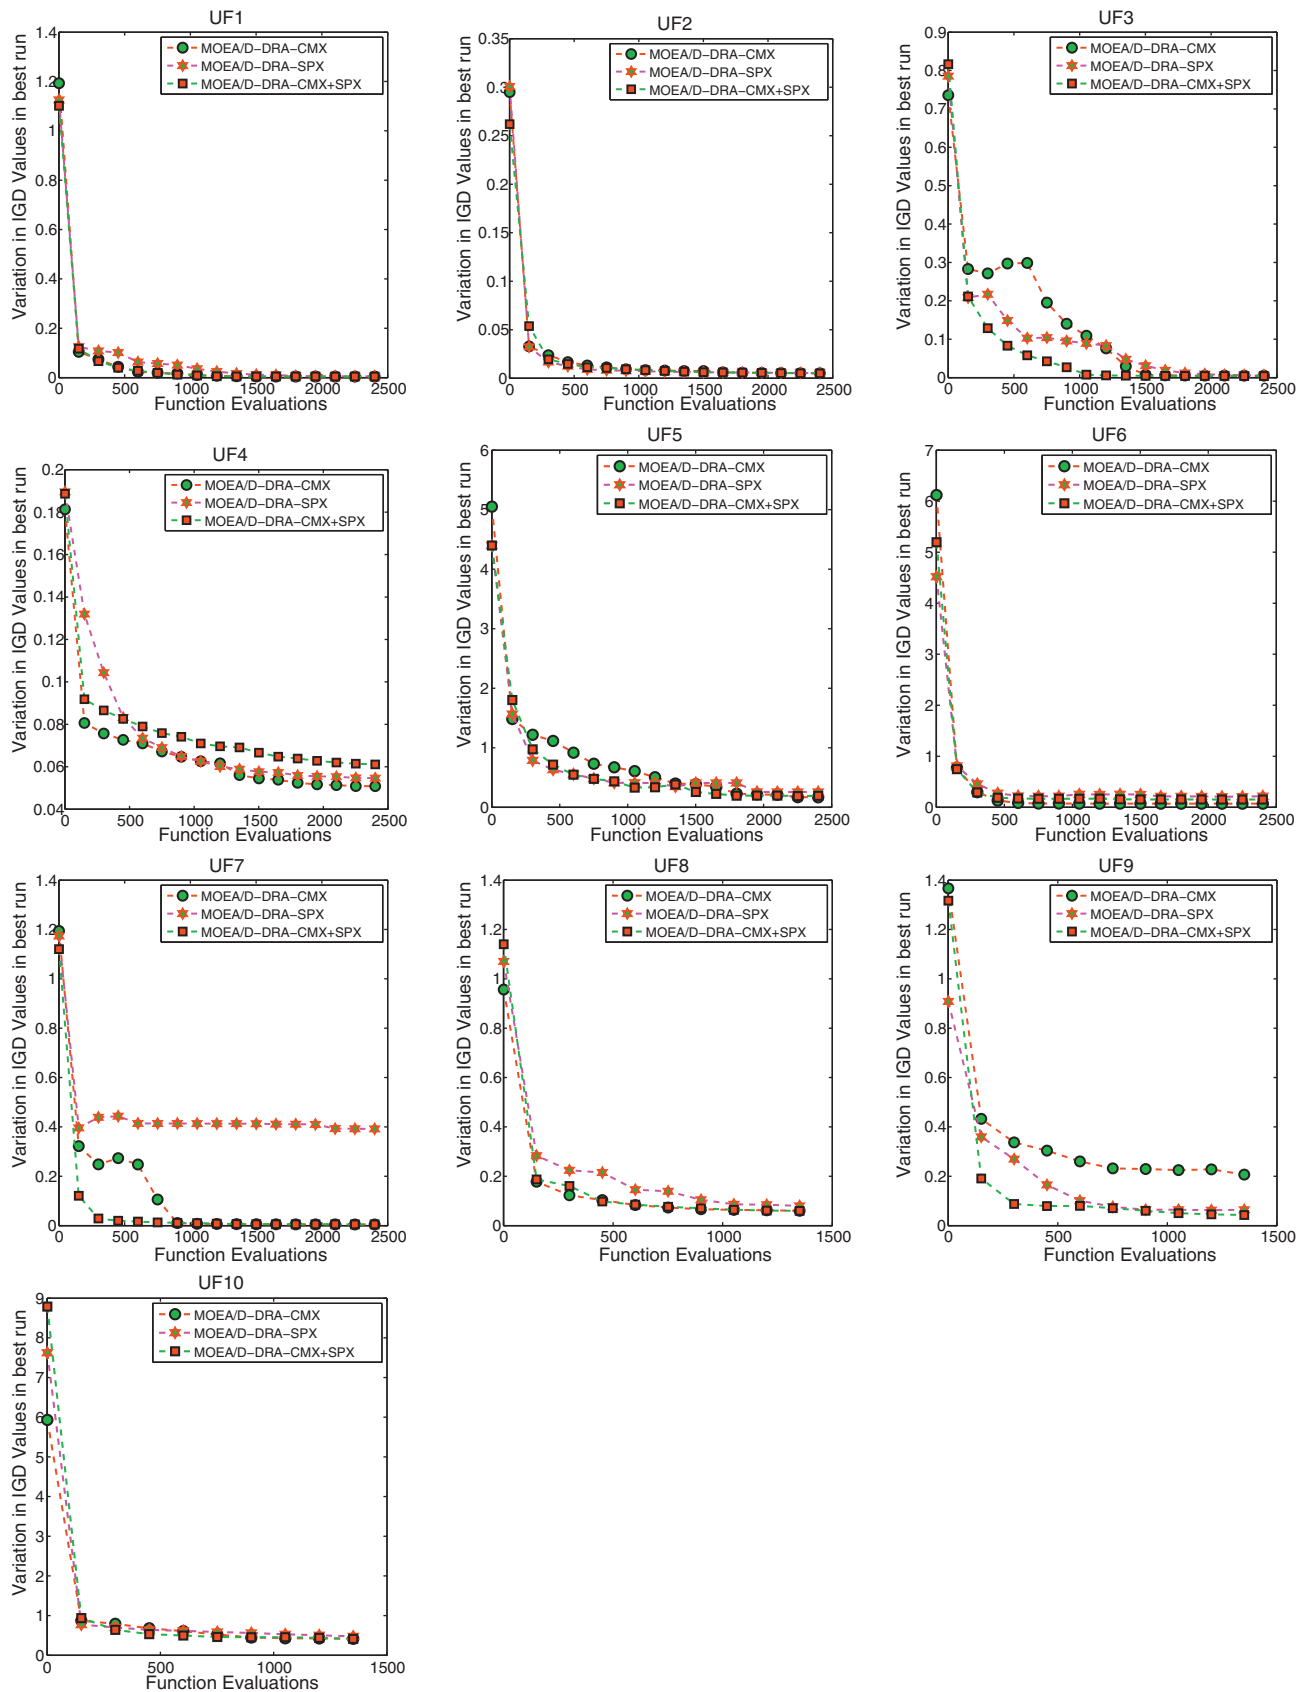 UF1
1.4
1.2
1
0.8
0.6
0.4
0.2
0
0 500 1000 1500 2000 2500
Variation in IGD Values in best run
Function Evaluations
MOEA/D−DRA−CMX
MOEA/D−DRA−SPX
MOEA/D−DRA−CMX+SPX
UF2
0.35
0.3
0.25
0.2
0.15
0.1
0.05
0
0 500 1000 1500 2000 2500
Variation in IGD Values in best run
Function Evaluations
MOEA/D−DRA−CMX
MOEA/D−DRA−SPX
MOEA/D−DRA−CMX+SPX
UF3
0.9
0.8
0.7
0.6
0.5
0.4
0.3
0.2
0.1
0
0 500 1000 1500 2000 2500
Variation in IGD Values in best run
Function Evaluations
MOEA/D−DRA−CMX
MOEA/D−DRA−SPX
MOEA/D−DRA−CMX+SPX
UF4
0.2
0.18
0.16
0.14
0.12
0.1
0.08
0.06
0.04
0 500 1000 1500 2000 2500
Variation in IGD Values in best run
Function Evaluations
MOEA/D−DRA−CMX
MOEA/D−DRA−SPX
MOEA/D−DRA−CMX+SPX
UF5
6
5
4
3
2
1
0
0 500 1000 1500 2000 2500
Variation in IGD Values in best run
Function Evaluations
MOEA/D−DRA−CMX
MOEA/D−DRA−SPX
MOEA/D−DRA−CMX+SPX
UF6
7
6
5
4
3
2
1
0
0 500 1000 1500 2000 2500
Variation in IGD Values in best run
Function Evaluations
MOEA/D−DRA−CMX
MOEA/D−DRA−SPX
MOEA/D−DRA−CMX+SPX
UF7
1.4
1.2
1
0.8
0.6
0.4
0.2
0
0 500 1000 1500 2000 2500
Variation in IGD Values in best run
Function Evaluations
MOEA/D−DRA−CMX
MOEA/D−DRA−SPX
MOEA/D−DRA−CMX+SPX
UF8
1.4
1.2
1
0.8
0.6
0.4
0.2
0
0 500 1000 1500
Variation in IGD Values in best run
Function Evaluations
MOEA/D−DRA−CMX
MOEA/D−DRA−SPX
MOEA/D−DRA−CMX+SPX
UF9
1.4
1.2
1
0.8
0.6
0.4
0.2
0
0 500 1000 1500
Variation in IGD Values in best run
Function Evaluations
MOEA/D−DRA−CMX
MOEA/D−DRA−SPX
MOEA/D−DRA−CMX+SPX
UF10
9
8
7
6
5
4
3
2
1
0
0 500 1000 1500
Variation in IGD Values in best run
Function Evaluations
MOEA/D−DRA−CMX
MOEA/D−DRA−SPX
MOEA/D−DRA−CMX+SPX